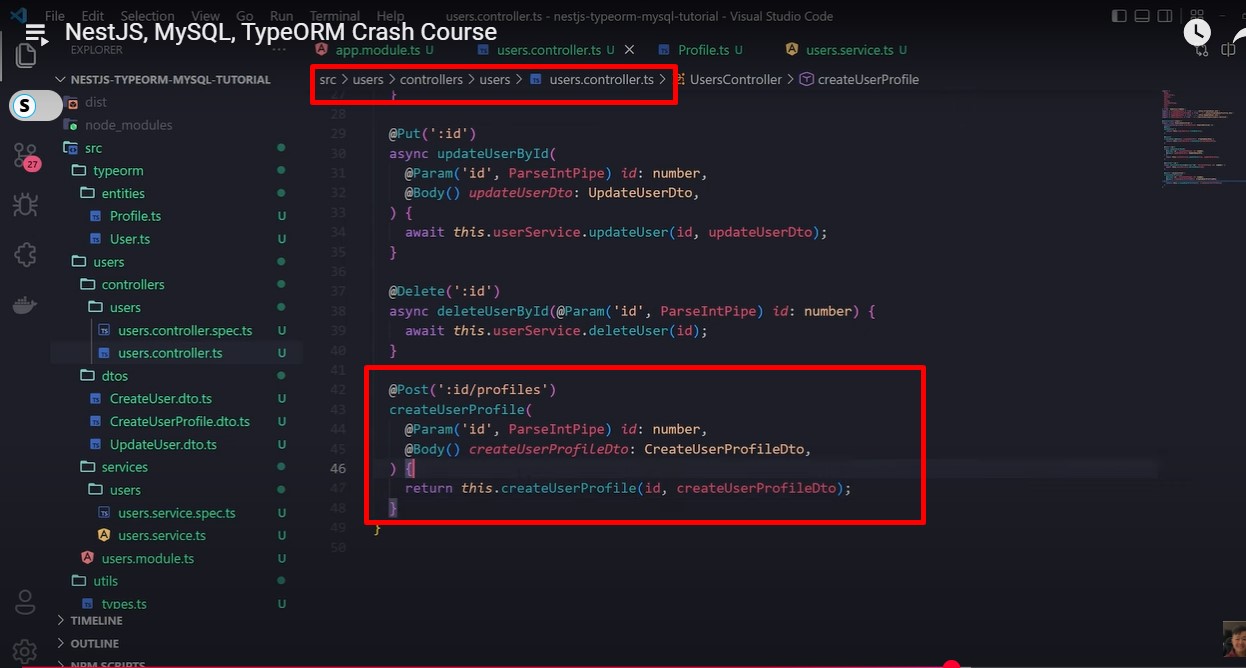 File Edit Selection View Go Run Terminal Help users.controller.ts - nestjs-typeorm-mysql-tutorial - Visual Studio Code
NestJS, MySQL, TypeORM Crash Course
EXPLORER
app.module.ts U users.controller.ts U Profile.ts U users.service.ts U
NESTJS-TYPEORM-MYSQL-TUTORIAL
src > users > controllers > users > users.controller.ts > UsersController > createUserProfile
S
dist
node_modules
src
typeorm
entities
Profile.ts U
User.ts U
users
controllers
users
users.controller.spec.ts U
users.controller.ts U
dtos
CreateUser.dto.ts U
CreateUserProfile.dto.ts U
UpdateUser.dto.ts U
services
users
users.service.spec.ts U
users.service.ts U
users.module.ts U
utils
types.ts U
TIMELINE
OUTLINE
NPM SCRIPTS
27
27 }
28
29 @Put(':id')
30 async updateUserById(
31 @Param('id', ParseIntPipe) id: number,
32 @Body() updateUserDto: UpdateUserDto,
33 ) {
34 await this.userService.updateUser(id, updateUserDto);
35 }
36
37 @Delete(':id')
38 async deleteUserById(@Param('id', ParseIntPipe) id: number) {
39 await this.userService.deleteUser(id);
40 }
41
42 @Post(':id/profiles')
43 createUserProfile(
44 @Param('id', ParseIntPipe) id: number,
45 @Body() createUserProfileDto: CreateUserProfileDto,
46 ) {
47 return this.createUserProfile(id, createUserProfileDto);
48 }
49 }
50